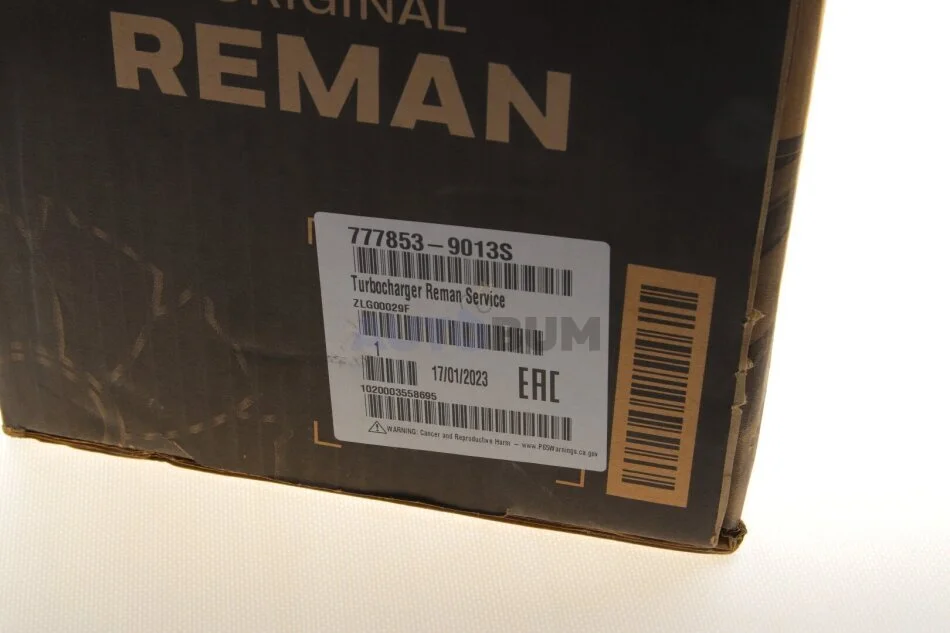 ORIGINAL
REMAN
777853-9013S
Turbocharger Reman Service
ZLG00029F
AUTOBUM
1
17/01/2023
EAC
1020003558695
WARNING: Cancer and Reproductive Harm - www.P65Warnings.ca.gov